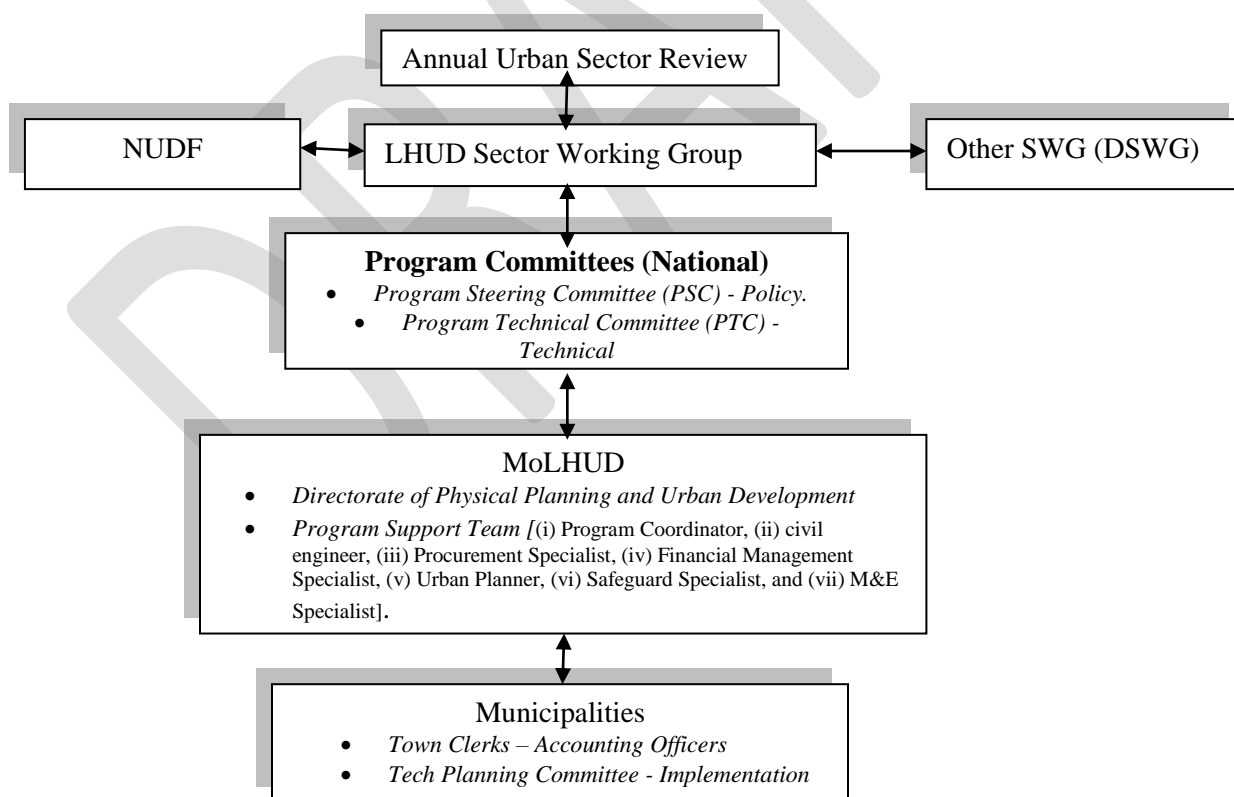 Annual Urban Sector Review
NUDF
LHUD Sector Working Group
Other SWG (DSWG)
Program Committees (National)
• Program Steering Committee (PSC) - Policy.
• Program Technical Committee (PTC) -
Technical
MoLHUD
• Directorate of Physical Planning and Urban Development
• Program Support Team [(i) Program Coordinator, (ii) civil
engineer, (iii) Procurement Specialist, (iv) Financial Management
Specialist, (v) Urban Planner, (vi) Safeguard Specialist, and (vii) M&E
Specialist].
Municipalities
• Town Clerks – Accounting Officers
• Tech Planning Committee - Implementation